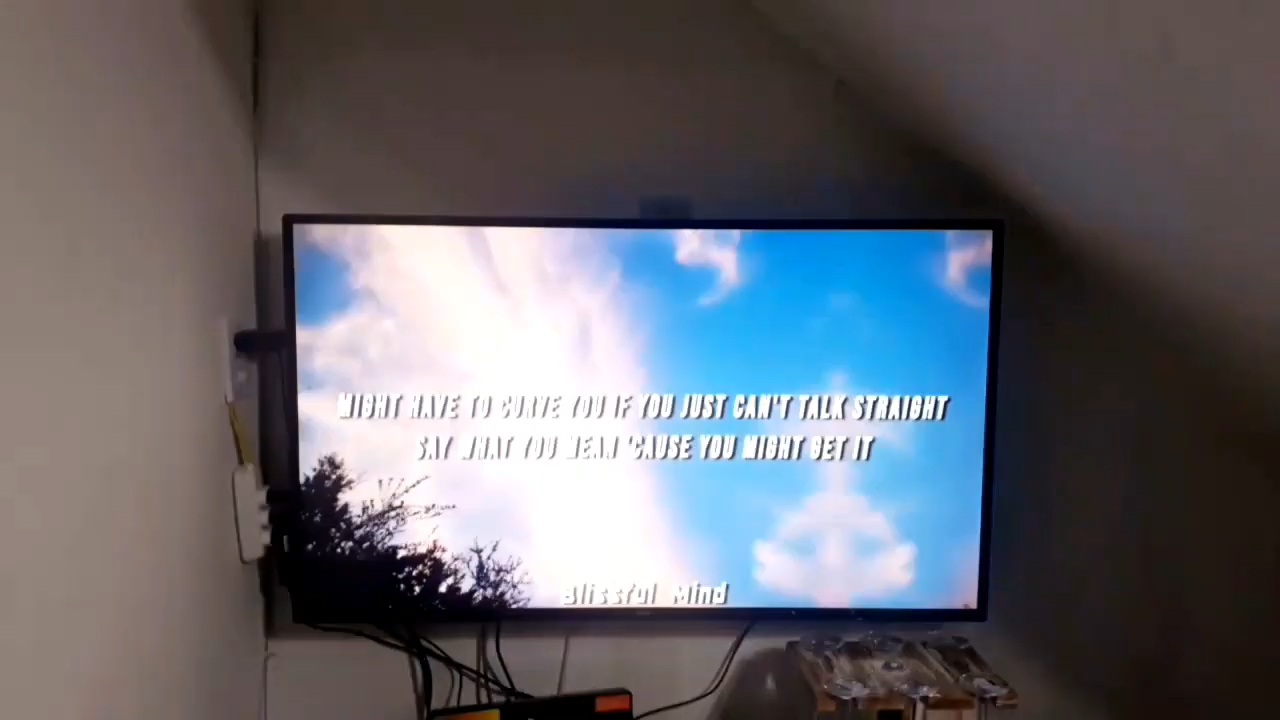 MIGHT HAVE TO CURVE YOU IF YOU JUST CAN'T TALK STRAIGHT
SAY WHAT YOU MEAN 'CAUSE YOU MIGHT GET IT
Blissful Mind